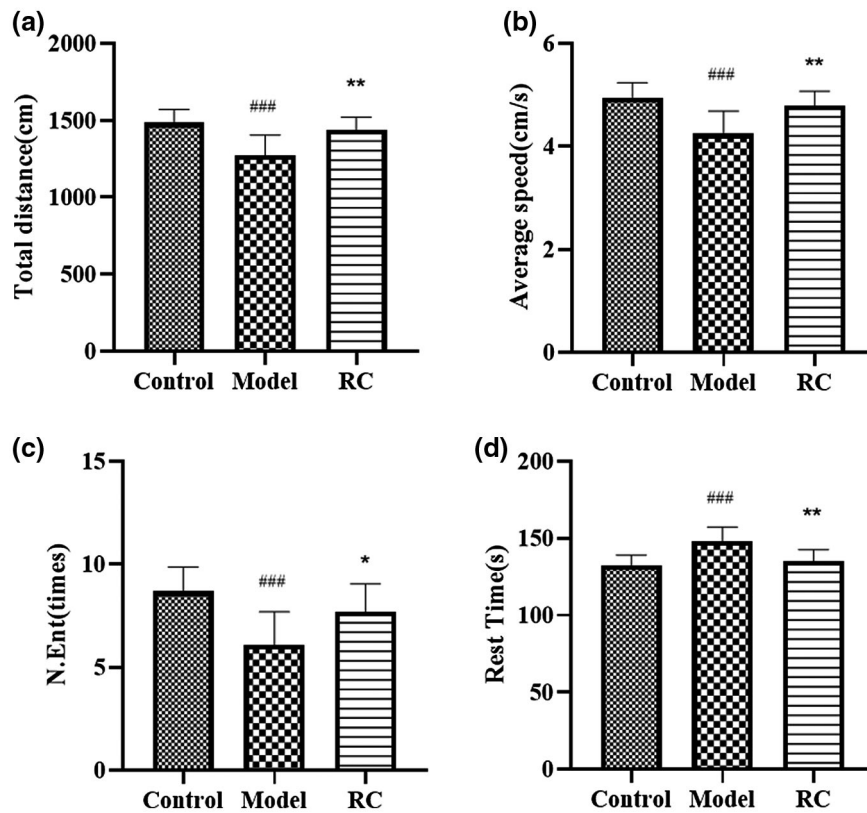 (a)
Total distance(cm)
2000
1500
1000
500
0
###
**
Control Model RC
(b)
Average speed(cm/s)
6
4
2
0
###
**
Control Model RC
(c)
N.Ent(times)
15
10
5
0
###
*
Control Model RC
(d)
Rest Time(s)
200
150
100
50
0
###
**
Control Model RC